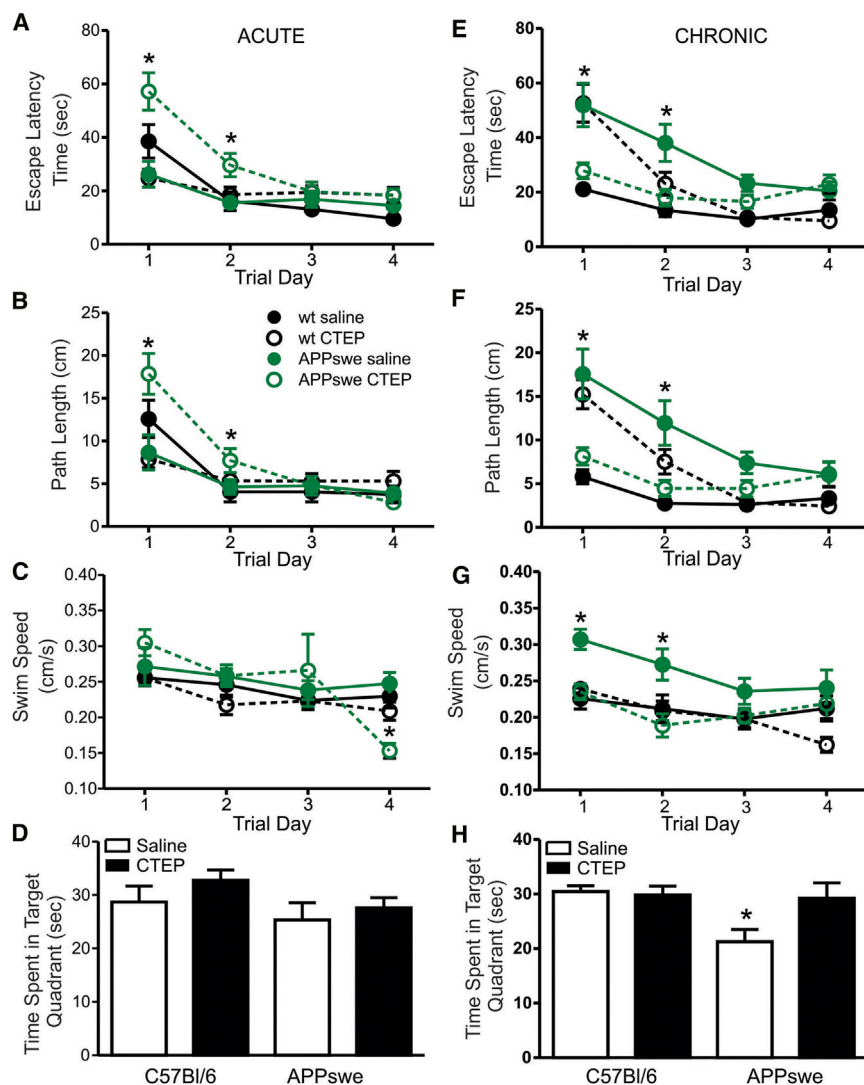 A
ACUTE
80
60
40
20
0
Escape Latency
Time (sec)
*
*
1
2
3
4
Trial Day
B
25
20
15
10
5
0
Path Length (cm)
*
*
wt saline
wt CTEP
APPswe saline
APPswe CTEP
1
2
3
4
Trial Day
C
0.40
0.35
0.30
0.25
0.20
0.15
0.10
Swim Speed
(cm/s)
*
1
2
3
4
Trial Day
D
40
30
20
10
0
Time Spent in Target
Quadrant (sec)
Saline
CTEP
C57Bl/6
APPswe
E
CHRONIC
80
60
40
20
0
Escape Latency
Time (sec)
*
*
1
2
3
4
Trial Day
F
25
20
15
10
5
0
Path Length (cm)
*
*
1
2
3
4
Trial Day
G
0.40
0.35
0.30
0.25
0.20
0.15
0.10
Swim Speed
(cm/s)
*
*
1
2
3
4
Trial Day
H
40
30
20
10
0
Time Spent in Target
Quadrant (sec)
Saline
CTEP
*
C57Bl/6
APPswe